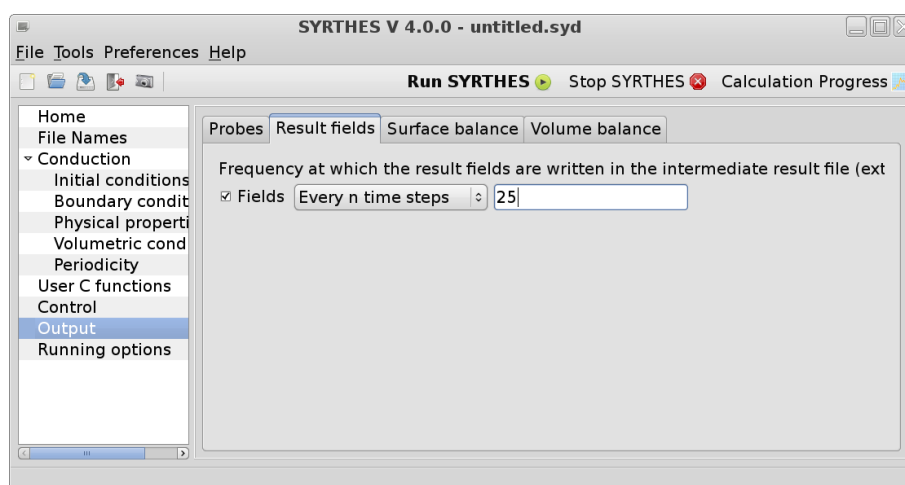 SYRTHES V 4.0.0 - untitled.syd
File Tools Preferences Help
Run SYRTHES Stop SYRTHES Calculation Progress
Home
File Names
Conduction
Initial conditions
Boundary condit
Physical properti
Volumetric cond
Periodicity
User C functions
Control
Output
Running options
Probes Result fields Surface balance Volume balance
Frequency at which the result fields are written in the intermediate result file (ext
Fields Every n time steps 25